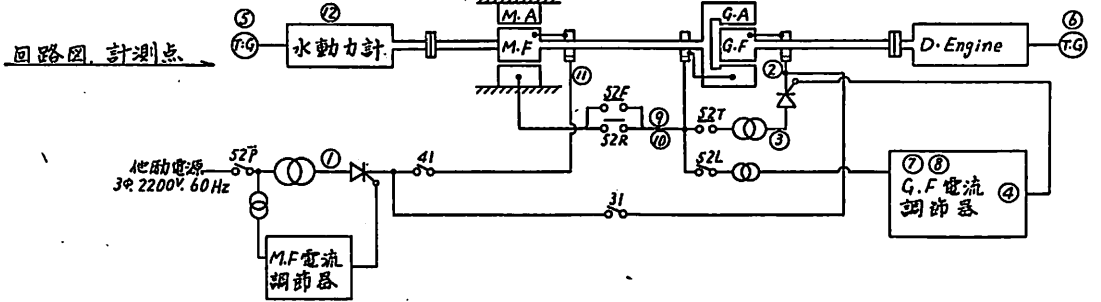 回路図, 計測点
⑤ ⑫ M.A G.A ⑥
T.G 水動力計 M.F G.F D.Engine T.G
⑪ ②
52F
52R ⑨ ⑩ 52T ③
他励電源 52P ① 41 52L ⑦ ⑧
3φ, 2200V, 60Hz G.F 電流 ④
調節器
31
M.F 電流
調節器